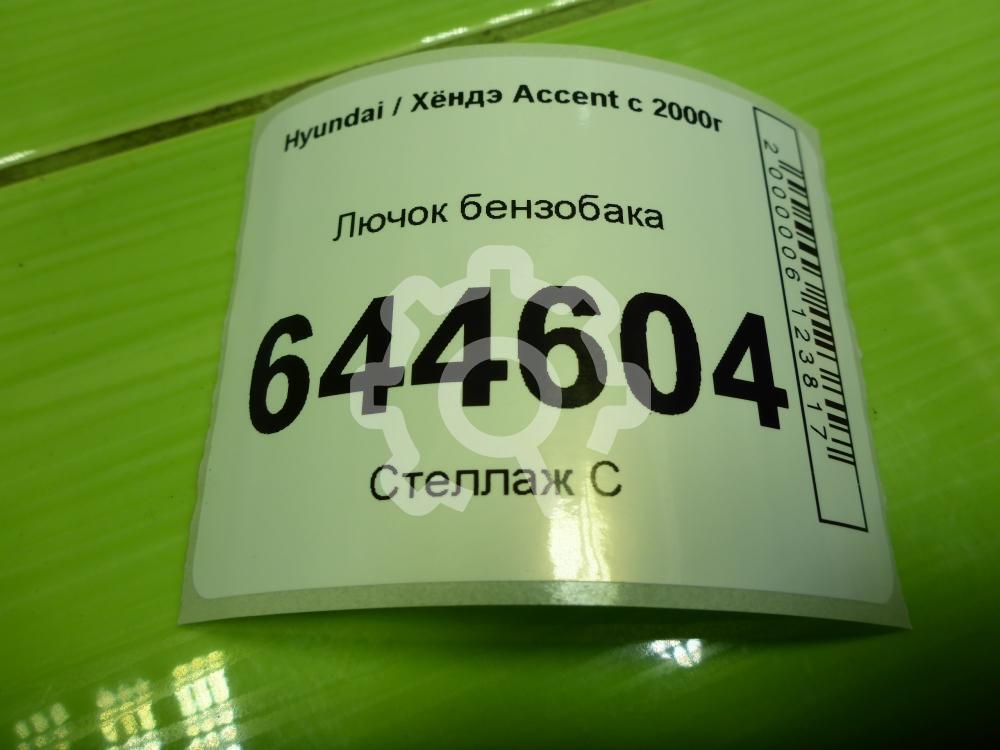 Hyundai / Хёндэ Accent с 2000г
Лючок бензобака
644604
Стеллаж С
2000006123817